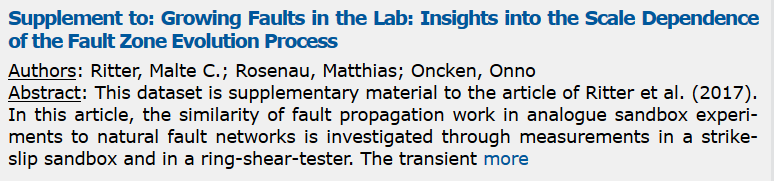 Supplement to: Growing Faults in the Lab: Insights into the Scale Dependence
of the Fault Zone Evolution Process
Authors: Ritter, Malte C.; Rosenau, Matthias; Oncken, Onno
Abstract: This dataset is supplementary material to the article of Ritter et al. (2017).
In this article, the similarity of fault propagation work in analogue sandbox experi-
ments to natural fault networks is investigated through measurements in a strike-
slip sandbox and in a ring-shear-tester. The transient more